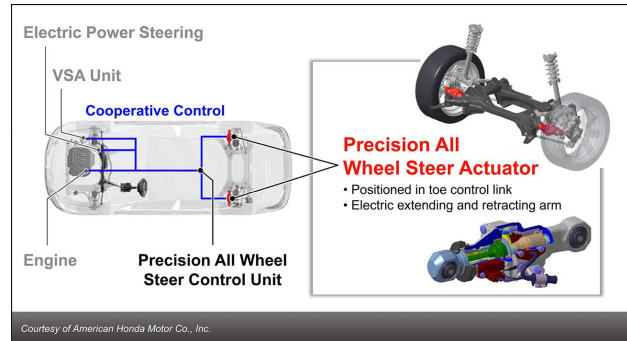 Electric Power Steering
VSA Unit
Cooperative Control
Engine
Precision All Wheel
Steer Control Unit
Precision All
Wheel Steer Actuator
• Positioned in toe control link
• Electric extending and retracting arm
Courtesy of American Honda Motor Co., Inc.